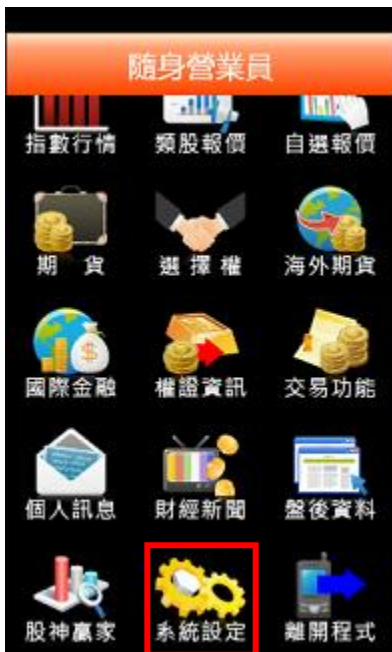 隨身營業員
指數行情 類股報價 自選報價
期 貨 選 擇 權 海外期貨
國際金融 權證資訊 交易功能
個人訊息 財經新聞 盤後資料
股神贏家 系統設定 離開程式